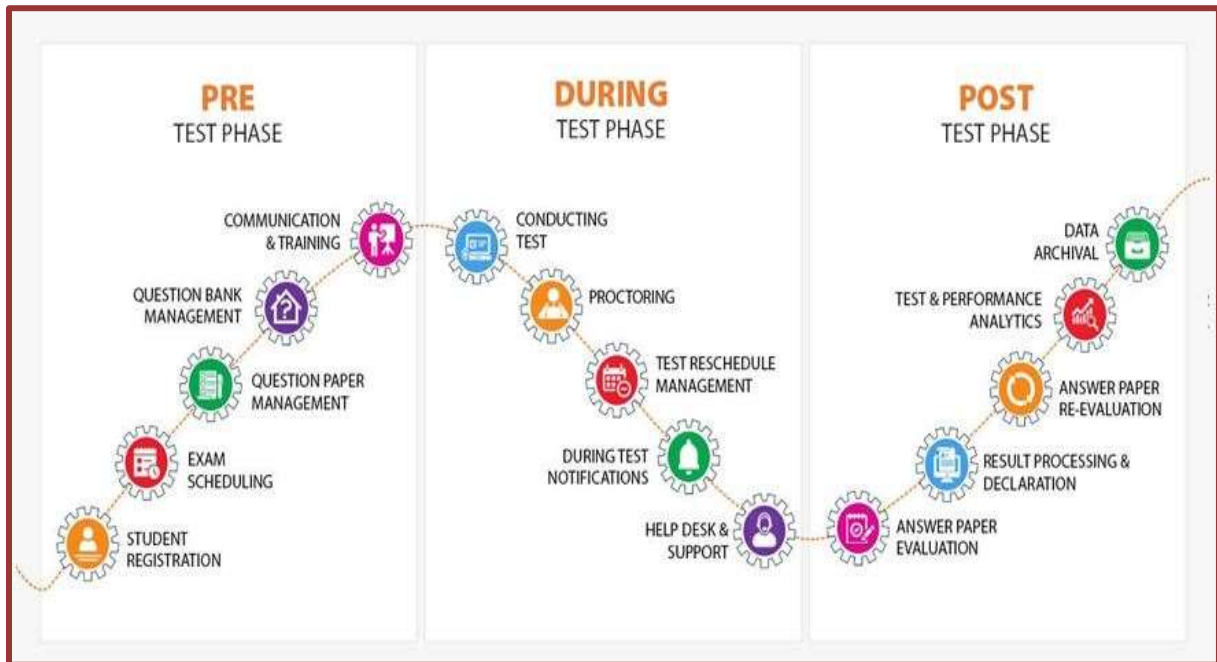 PRE
TEST PHASE
COMMUNICATION
& TRAINING
QUESTION BANK
MANAGEMENT
QUESTION PAPER
MANAGEMENT
EXAM
SCHEDULING
STUDENT
REGISTRATION
DURING
TEST PHASE
CONDUCTING
TEST
PROCTORING
TEST RESCHEDULE
MANAGEMENT
DURING TEST
NOTIFICATIONS
HELP DESK &
SUPPORT
POST
TEST PHASE
DATA
ARCHIVAL
TEST & PERFORMANCE
ANALYTICS
ANSWER PAPER
RE-EVALUATION
RESULT PROCESSING &
DECLARATION
ANSWER PAPER
EVALUATION